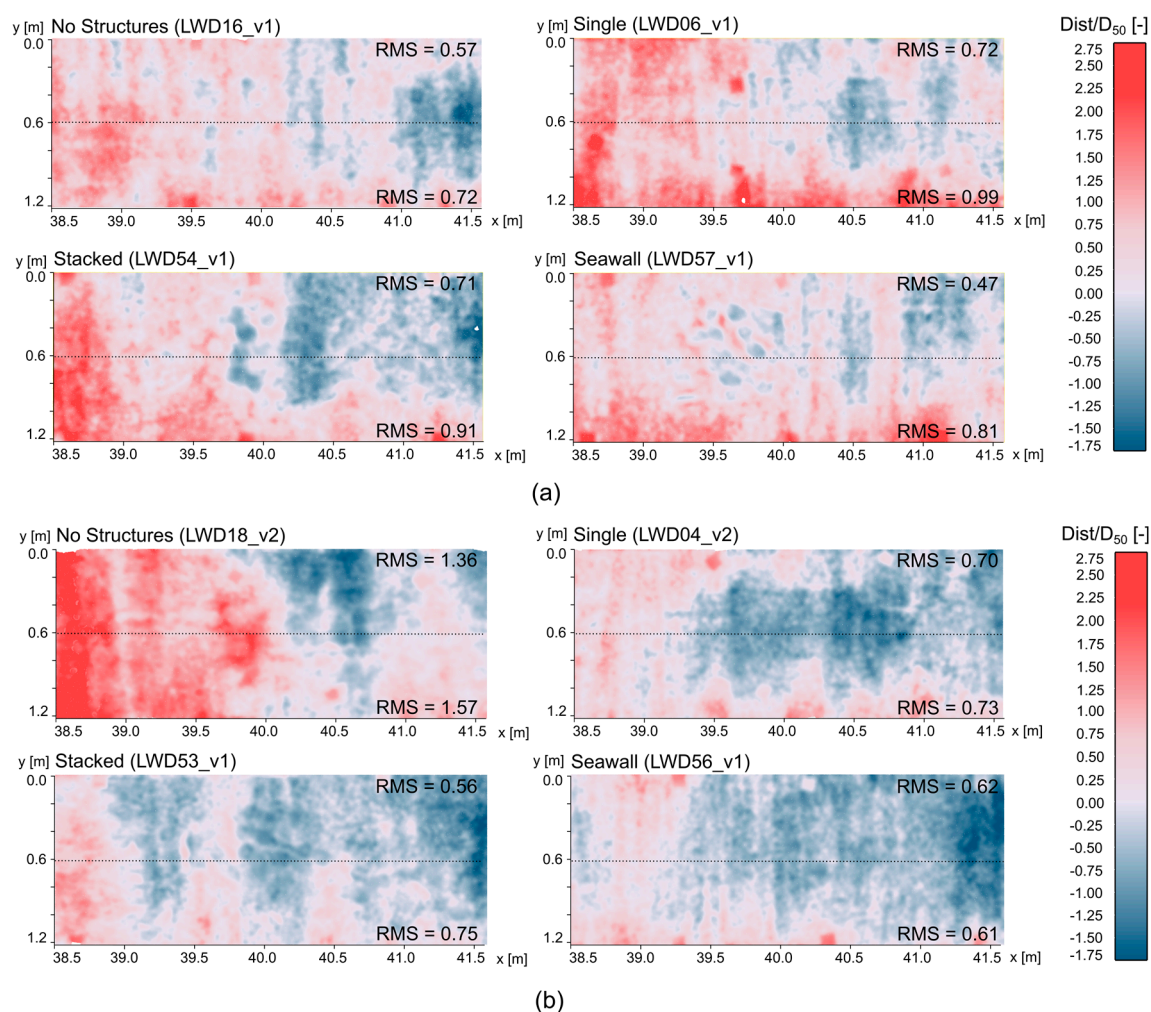 y [m] No Structures (LWD16_v1)
RMS = 0.57
0.0
0.6
1.2
RMS = 0.72
38.5 39.0 39.5 40.0 40.5 41.0 41.5 x [m]
y [m] Single (LWD06_v1)
RMS = 0.72
0.0
0.6
1.2
RMS = 0.99
38.5 39.0 39.5 40.0 40.5 41.0 41.5 x [m]
y [m] Stacked (LWD54_v1)
RMS = 0.71
0.0
0.6
1.2
RMS = 0.91
38.5 39.0 39.5 40.0 40.5 41.0 41.5 x [m]
y [m] Seawall (LWD57_v1)
RMS = 0.47
0.0
0.6
1.2
RMS = 0.81
38.5 39.0 39.5 40.0 40.5 41.0 41.5 x [m]
Dist/D50 [-]
2.75
2.50
2.25
2.00
1.75
1.50
1.25
1.00
0.75
0.50
0.25
0.00
-0.25
-0.50
-0.75
-1.00
-1.25
-1.50
-1.75
(a)
y [m] No Structures (LWD18_v2)
RMS = 1.36
0.0
0.6
1.2
RMS = 1.57
38.5 39.0 39.5 40.0 40.5 41.0 41.5 x [m]
y [m] Single (LWD04_v2)
RMS = 0.70
0.0
0.6
1.2
RMS = 0.73
38.5 39.0 39.5 40.0 40.5 41.0 41.5 x [m]
y [m] Stacked (LWD53_v1)
RMS = 0.56
0.0
0.6
1.2
RMS = 0.75
38.5 39.0 39.5 40.0 40.5 41.0 41.5 x [m]
y [m] Seawall (LWD56_v1)
RMS = 0.62
0.0
0.6
1.2
RMS = 0.61
38.5 39.0 39.5 40.0 40.5 41.0 41.5 x [m]
Dist/D50 [-]
2.75
2.50
2.25
2.00
1.75
1.50
1.25
1.00
0.75
0.50
0.25
0.00
-0.25
-0.50
-0.75
-1.00
-1.25
-1.50
-1.75
(b)